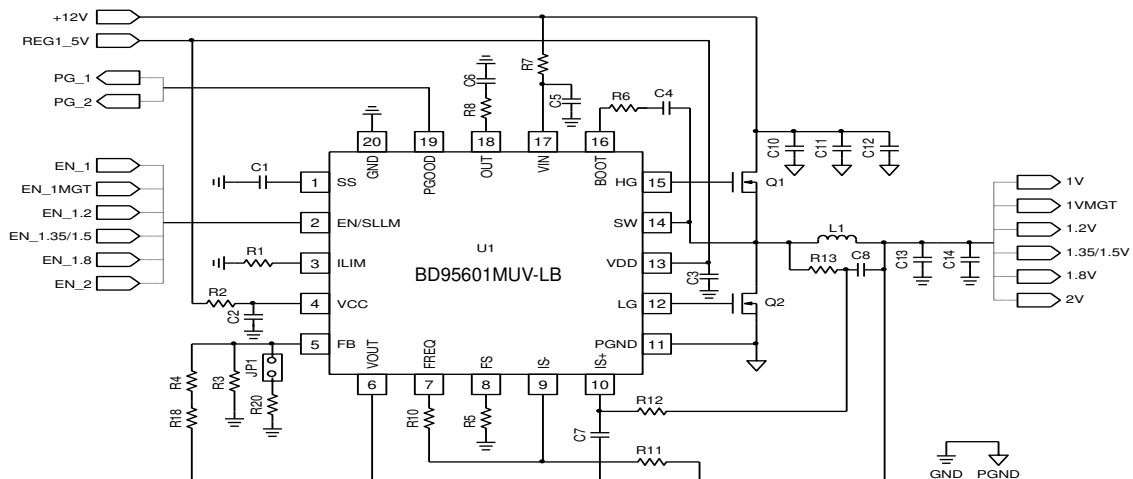 +12V
REG1_5V
PG_1
PG_2
EN_1
EN_1MGT
EN_1.2
EN_1.35/1.5
EN_1.8
EN_2
C6
R8
R7
C5
R6
C4
20
19
18
17
16
GND
PGOOD
OUT
VIN
BOOT
C1
1
SS
HG
15
Q1
C10
C11
C12
2
EN/SLLM
SW
14
R1
3
ILIM
U1
BD95601MUV-LB
VDD
13
C3
L1
R13
C8
C13
C14
1V
1VMGT
1.2V
1.35/1.5V
1.8V
2V
R2
C2
4
VCC
LG
12
Q2
5
FB
VOUT
FREQ
FS
IS-
IS+
PGND
11
6
7
8
9
10
R4
R18
R3
JP1
R20
R10
R5
C7
R12
R11
GND
PGND